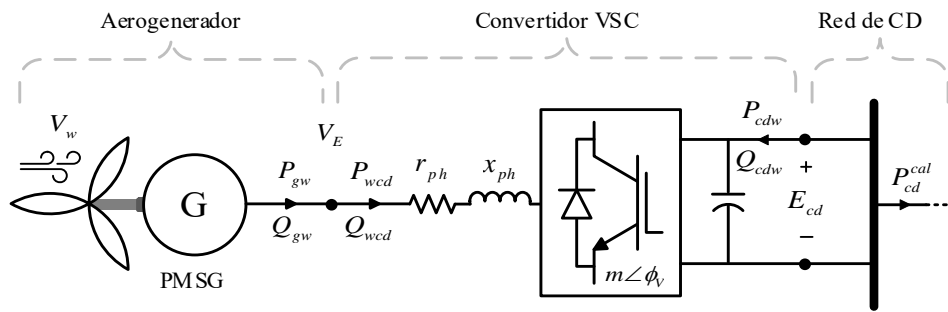 Aerogenerador
Convertidor VSC
Red de CD
V_w
V_E
P_gw
P_wcd
r_ph
x_ph
P_cdw
Q_cdw
G
Q_gw
Q_wcd
+
E_cd
−
P_cd^cal
PMSG
m∠ϕ_V